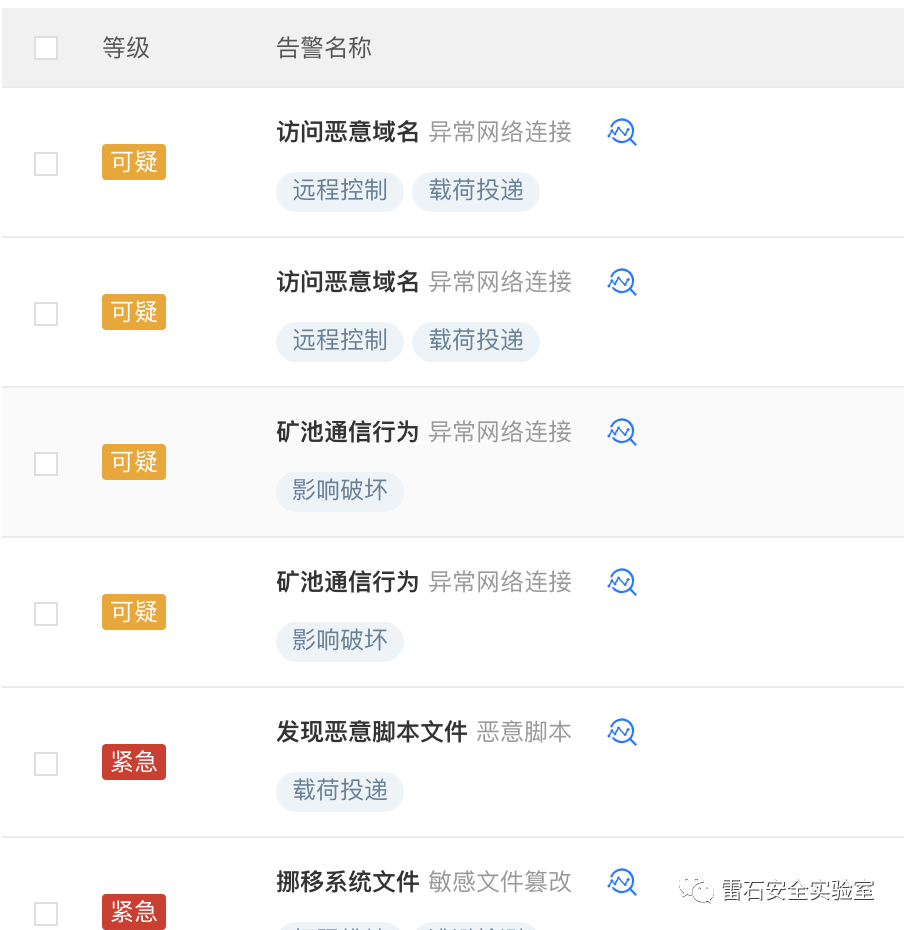 等级 告警名称
访问恶意域名 异常网络连接
可疑
远程控制 载荷投递
访问恶意域名 异常网络连接
可疑
远程控制 载荷投递
矿池通信行为 异常网络连接
可疑
影响破坏
矿池通信行为 异常网络连接
可疑
影响破坏
发现恶意脚本文件 恶意脚本
紧急
载荷投递
挪移系统文件 敏感文件篡改
紧急
雷石安全实验室